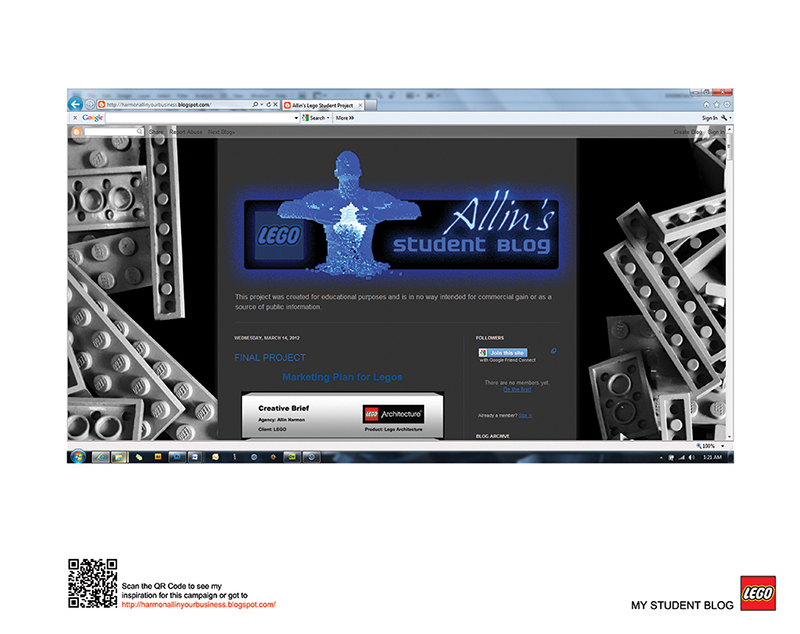 http://harmonallinyourbusiness.blogspot.com/
Allin's Lego Student Project
Google
Search
More »
Sign In
Share Report Abuse Next Blog»
Create Blog Sign In
LEGO
Allin's
student BLOG
This project was created for educational purposes and is in no way intended for commercial gain or as a
source of public information.
WEDNESDAY, MARCH 14, 2012
FINAL PROJECT
Marketing Plan for Legos
Creative Brief
Agency: Allin Harmon
Client: LEGO
LEGO Architecture
Product: Lego Architecture
FOLLOWERS
Join this site
with Google Friend Connect
There are no members yet.
Be the first!
Already a member? Sign in
BLOG ARCHIVE
100%
1:21 AM
Scan the QR Code to see my
inspiration for this campaign or got to
http://harmonallinyourbusiness.blogspot.com/
MY STUDENT BLOG
LEGO